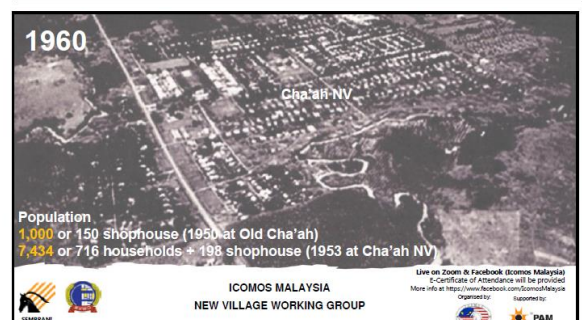 1960
Cha'ah NV
Population
1,000 or 150 shophouse (1950 at Old Cha'ah)
7,434 or 716 households + 198 shophouse (1953 at Cha'ah NV)
ICOMOS MALAYSIA
NEW VILLAGE WORKING GROUP
Live on Zoom & Facebook (Icomos Malaysia)
E-Certificate of Attendance will be provided
More info at https://www.facebook.com/IcomosMalaysia
Organised by:
Supported by:
PAM